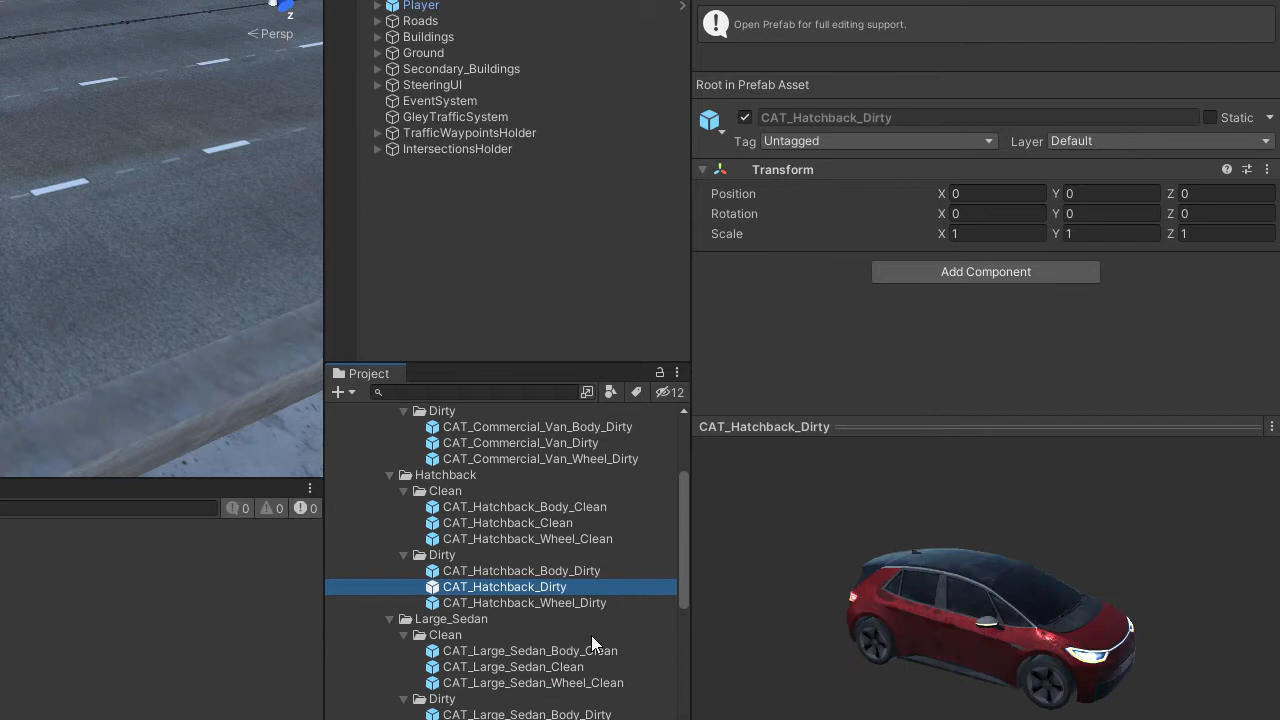 z
Persp
Player
Roads
Buildings
Ground
Secondary_Buildings
SteeringUI
EventSystem
GleyTrafficSystem
TrafficWaypointsHolder
IntersectionsHolder
Open Prefab for full editing support.
Root in Prefab Asset
CAT_Hatchback_Dirty
Static
Tag Untagged Layer Default
Transform
Position X 0 Y 0 Z 0
Rotation X 0 Y 0 Z 0
Scale X 1 Y 1 Z 1
Add Component
Project
12
Dirty
CAT_Commercial_Van_Body_Dirty
CAT_Commercial_Van_Dirty
CAT_Commercial_Van_Wheel_Dirty
Hatchback
Clean
CAT_Hatchback_Body_Clean
CAT_Hatchback_Clean
CAT_Hatchback_Wheel_Clean
Dirty
CAT_Hatchback_Body_Dirty
CAT_Hatchback_Dirty
CAT_Hatchback_Wheel_Dirty
Large_Sedan
Clean
CAT_Large_Sedan_Body_Clean
CAT_Large_Sedan_Clean
CAT_Large_Sedan_Wheel_Clean
Dirty
CAT_Large_Sedan_Body_Dirty
0 0 0
CAT_Hatchback_Dirty